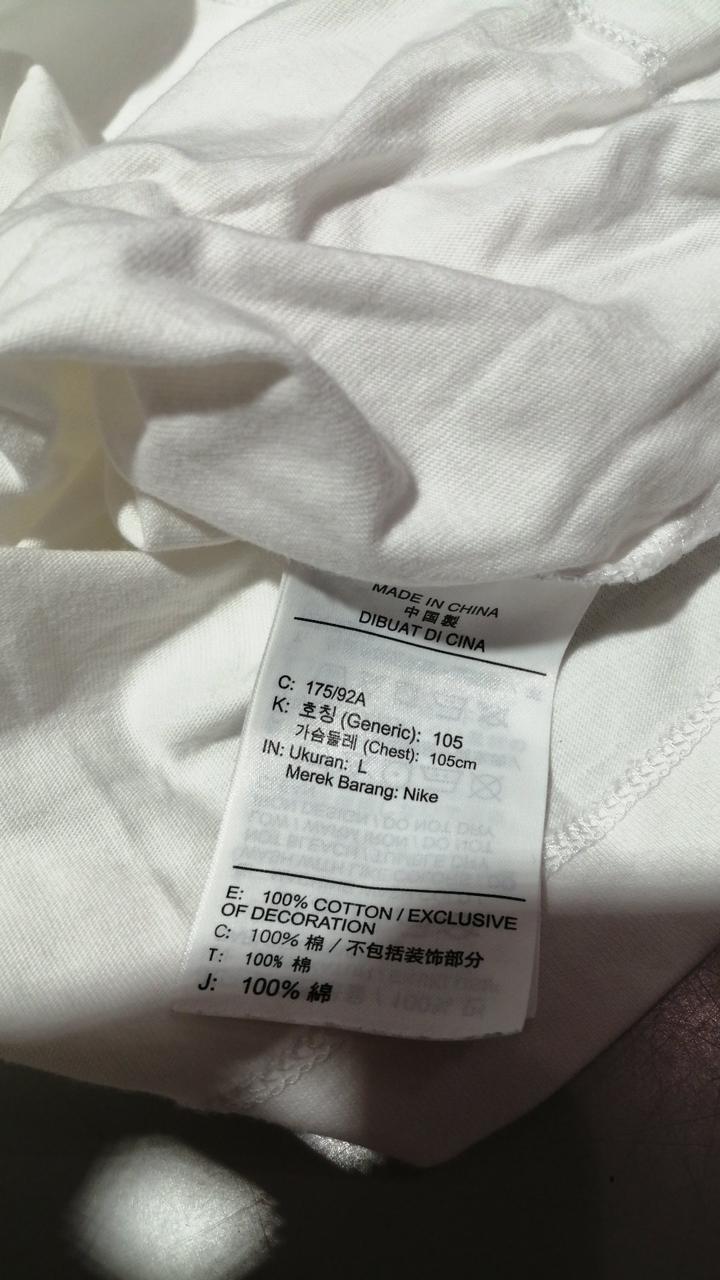 MADE IN CHINA
中国製
DIBUAT DI CINA
C: 175/92A
K: 호칭 (Generic): 105
가슴둘레 (Chest): 105cm
IN: Ukuran: L
Merek Barang: Nike
E: 100% COTTON / EXCLUSIVE
OF DECORATION
C: 100% 棉 / 不包括装饰部分
T: 100% 棉
J: 100% 綿